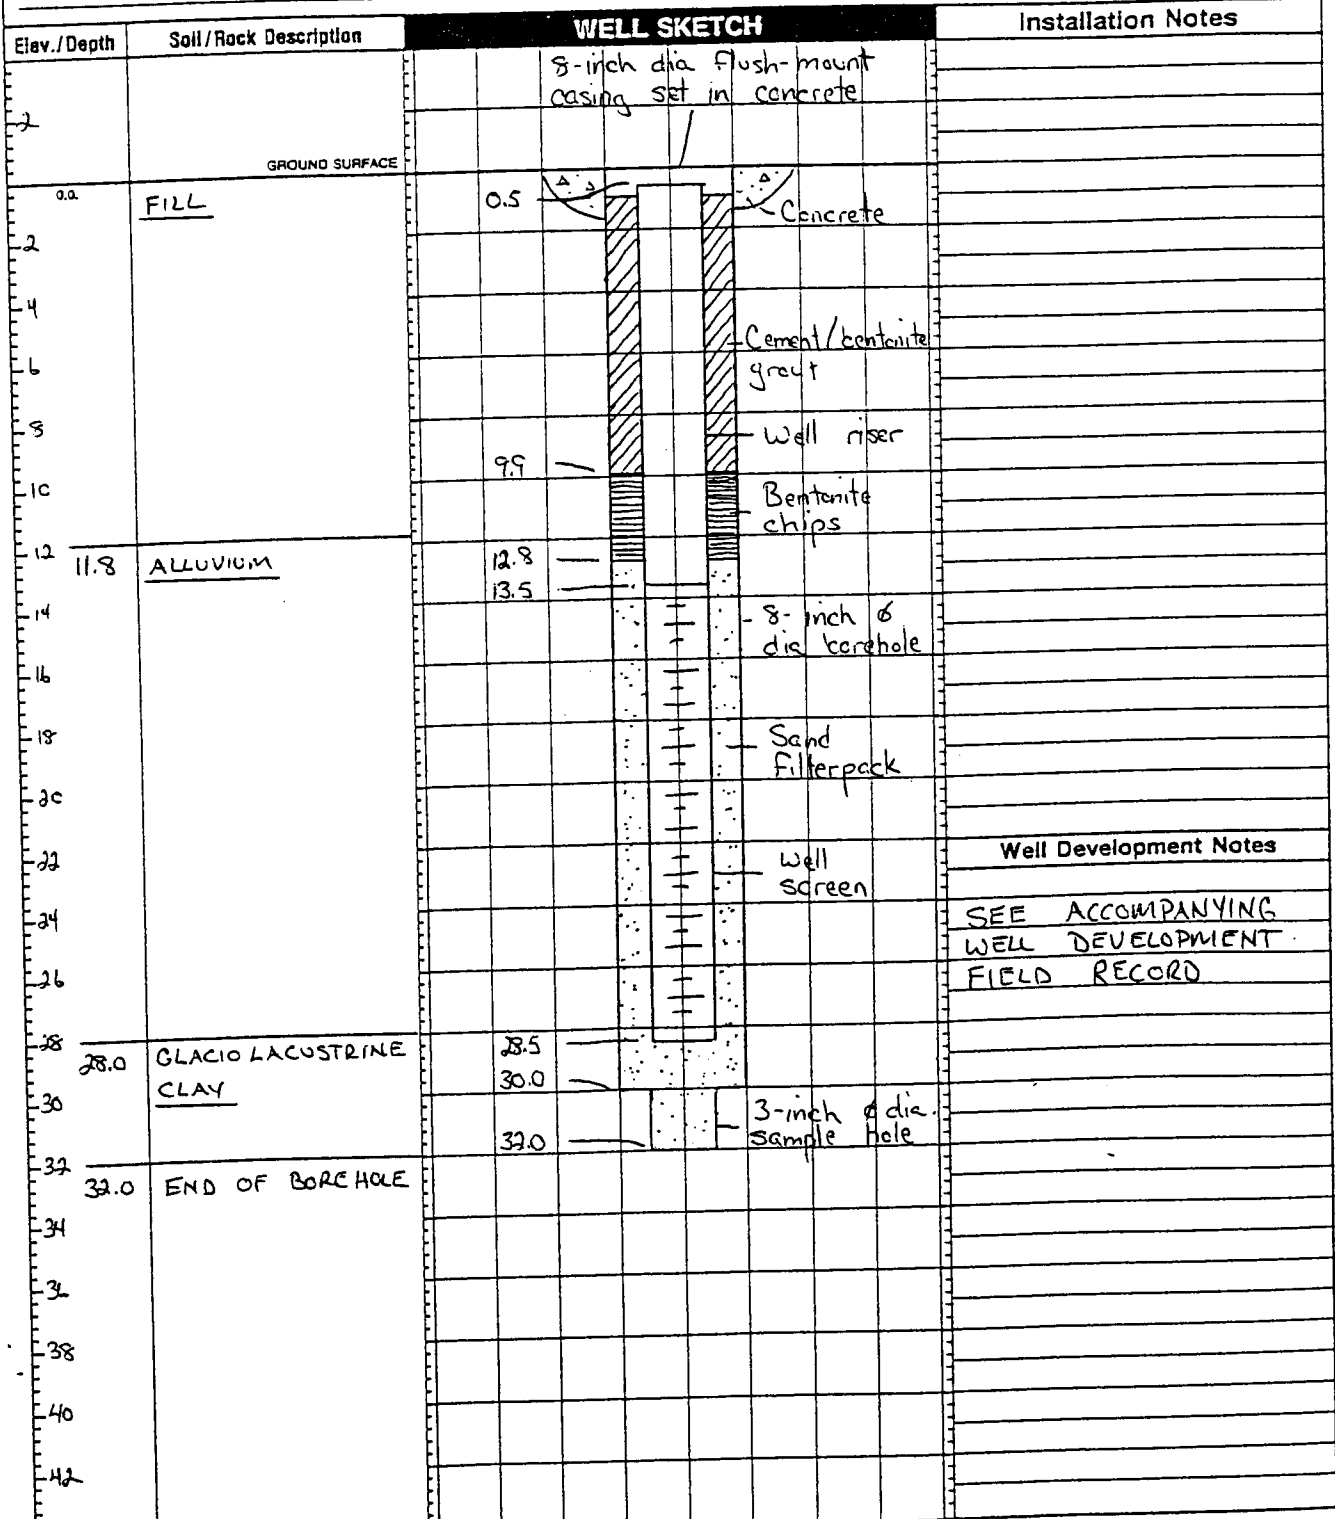 WELL SKETCH
Installation Notes
Elev./Depth
Soil/Rock Description
8-inch dia flush-mount
casing set in concrete
2
GROUND SURFACE
0.0
FILL
0.5
Concrete
2
4
Cement/bentonite
grout
6
8
Well riser
9.9
10
Bentonite
chips
12
11.8
ALLUVIUM
12.8
13.5
14
8-inch ϕ
dia borehole
16
18
Sand
Filterpack
20
22
Well
screen
Well Development Notes
24
SEE ACCOMPANYING
WELL DEVELOPMENT
FIELD RECORD
26
28
28.0
GLACIOLACUSTRINE
CLAY
28.5
30.0
30
3-inch ϕ dia.
sample hole
32.0
32
32.0
END OF BOREHOLE
34
36
38
40
42